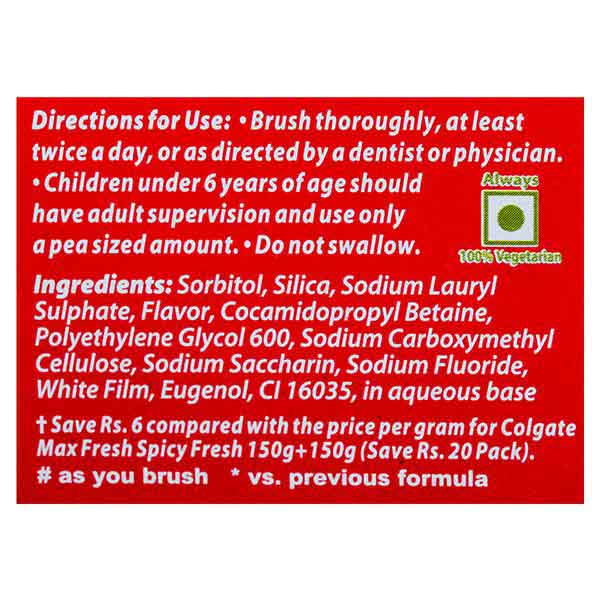 Directions for Use: • Brush thoroughly, at least
twice a day, or as directed by a dentist or physician.
• Children under 6 years of age should
have adult supervision and use only
a pea sized amount. • Do not swallow.
Always
100% Vegetarian
Ingredients: Sorbitol, Silica, Sodium Lauryl
Sulphate, Flavor, Cocamidopropyl Betaine,
Polyethylene Glycol 600, Sodium Carboxymethyl
Cellulose, Sodium Saccharin, Sodium Fluoride,
White Film, Eugenol, CI 16035, in aqueous base
† Save Rs. 6 compared with the price per gram for Colgate
Max Fresh Spicy Fresh 150g+150g (Save Rs. 20 Pack).
# as you brush * vs. previous formula